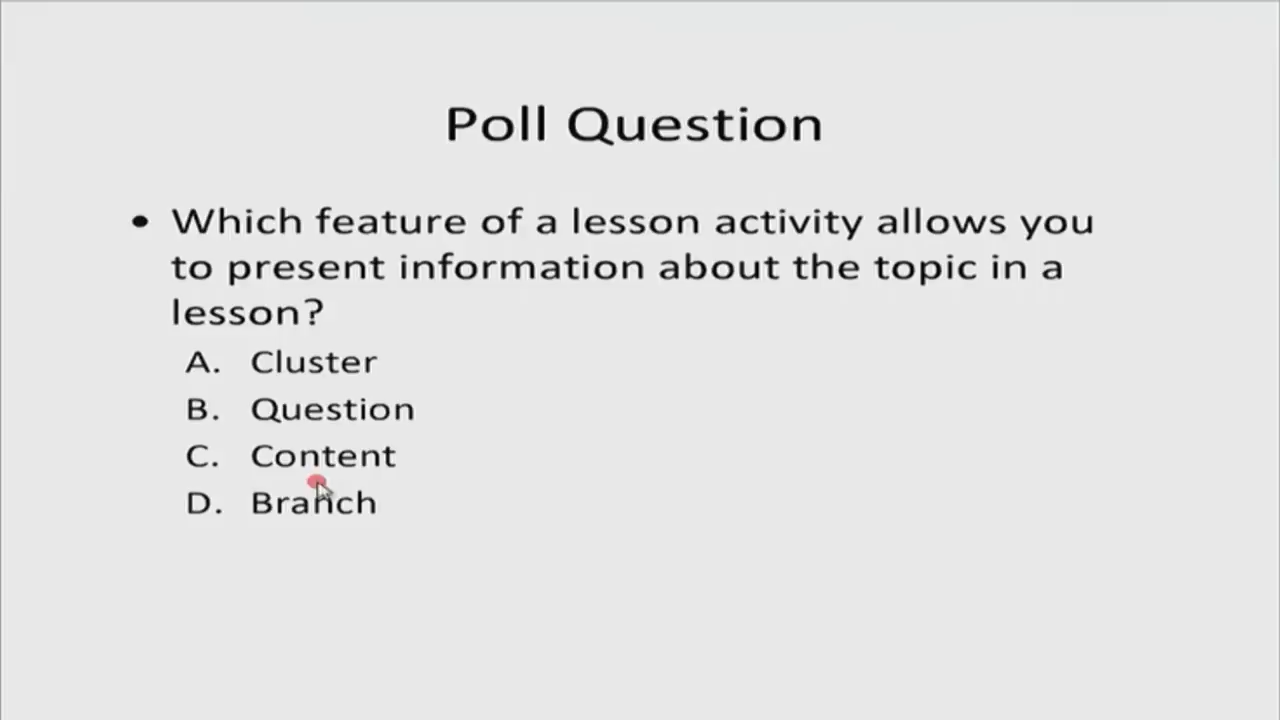 Poll Question
• Which feature of a lesson activity allows you
to present information about the topic in a
lesson?
A. Cluster
B. Question
C. Content
D. Branch